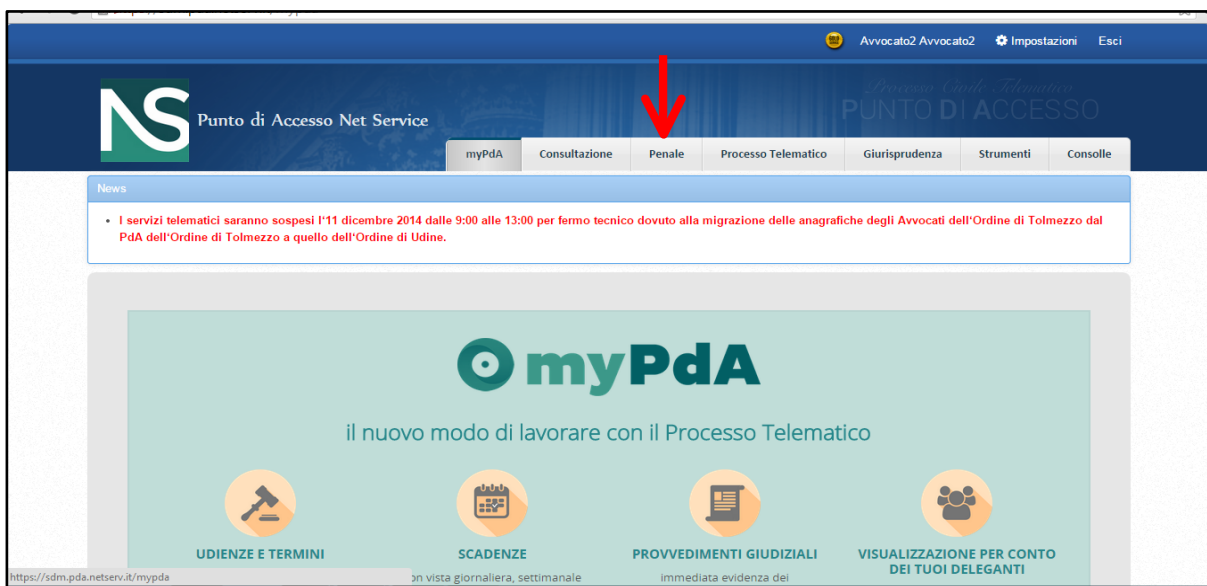 Avvocato2 Avvocato2 Impostazioni Esci
Processo Civile Telematico
PUNTO DI ACCESSO
NS Punto di Accesso Net Service
myPdA Consultazione Penale Processo Telematico Giurisprudenza Strumenti Consolle
News
I servizi telematici saranno sospesi l'11 dicembre 2014 dalle 9:00 alle 13:00 per fermo tecnico dovuto alla migrazione delle anagrafiche degli Avvocati dell'Ordine di Tolmezzo dal
PdA dell'Ordine di Tolmezzo a quello dell'Ordine di Udine.
myPdA
il nuovo modo di lavorare con il Processo Telematico
UDIENZE E TERMINI
SCADENZE
PROVVEDIMENTI GIUDIZIALI
VISUALIZZAZIONE PER CONTO
DEI TUOI DELEGANTI
https://sdm.pda.netserv.it/mypda
vista giornaliera, settimanale
immediata evidenza dei